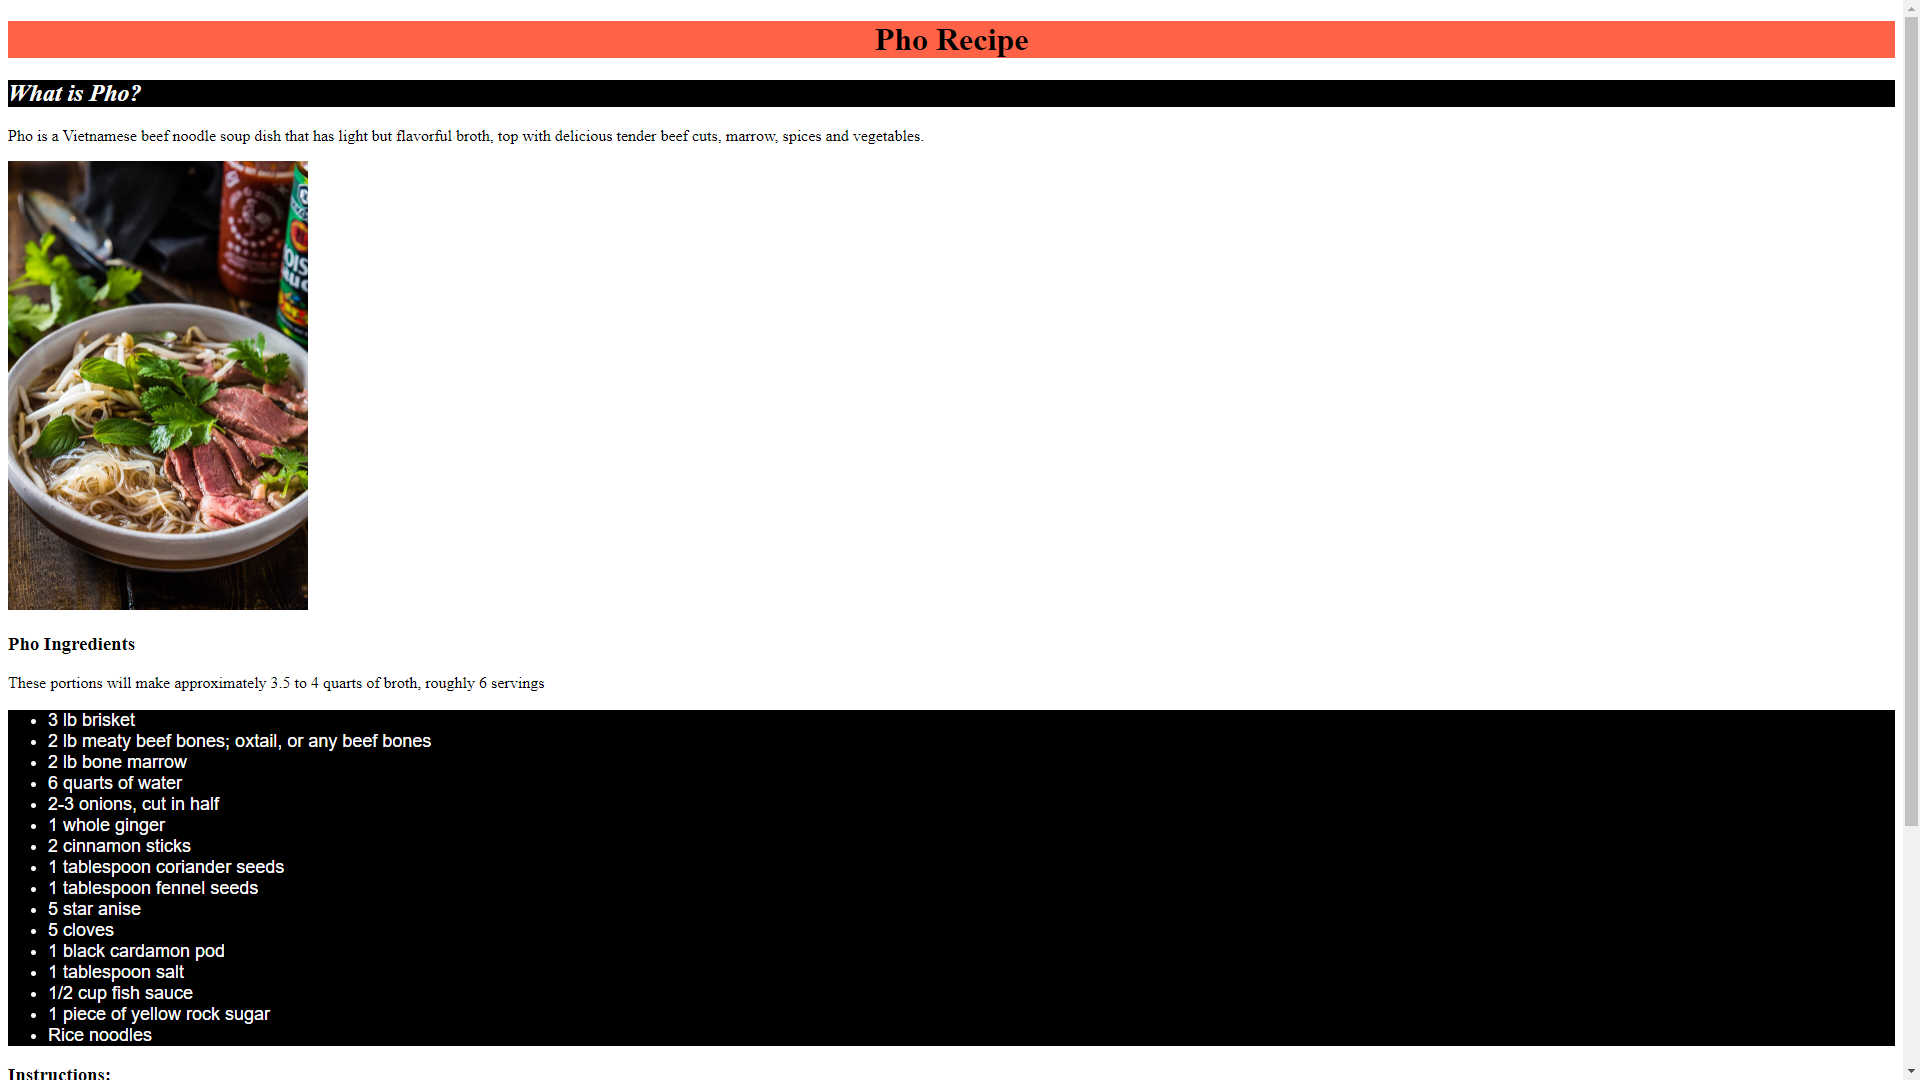 Pho Recipe
What is Pho?
Pho is a Vietnamese beef noodle soup dish that has light but flavorful broth, top with delicious tender beef cuts, marrow, spices and vegetables.
Pho Ingredients
These portions will make approximately 3.5 to 4 quarts of broth, roughly 6 servings
• 3 lb brisket
• 2 lb meaty beef bones; oxtail, or any beef bones
• 2 lb bone marrow
• 6 quarts of water
• 2-3 onions, cut in half
• 1 whole ginger
• 2 cinnamon sticks
• 1 tablespoon coriander seeds
• 1 tablespoon fennel seeds
• 5 star anise
• 5 cloves
• 1 black cardamon pod
• 1 tablespoon salt
• 1/2 cup fish sauce
• 1 piece of yellow rock sugar
• Rice noodles
Instructions: